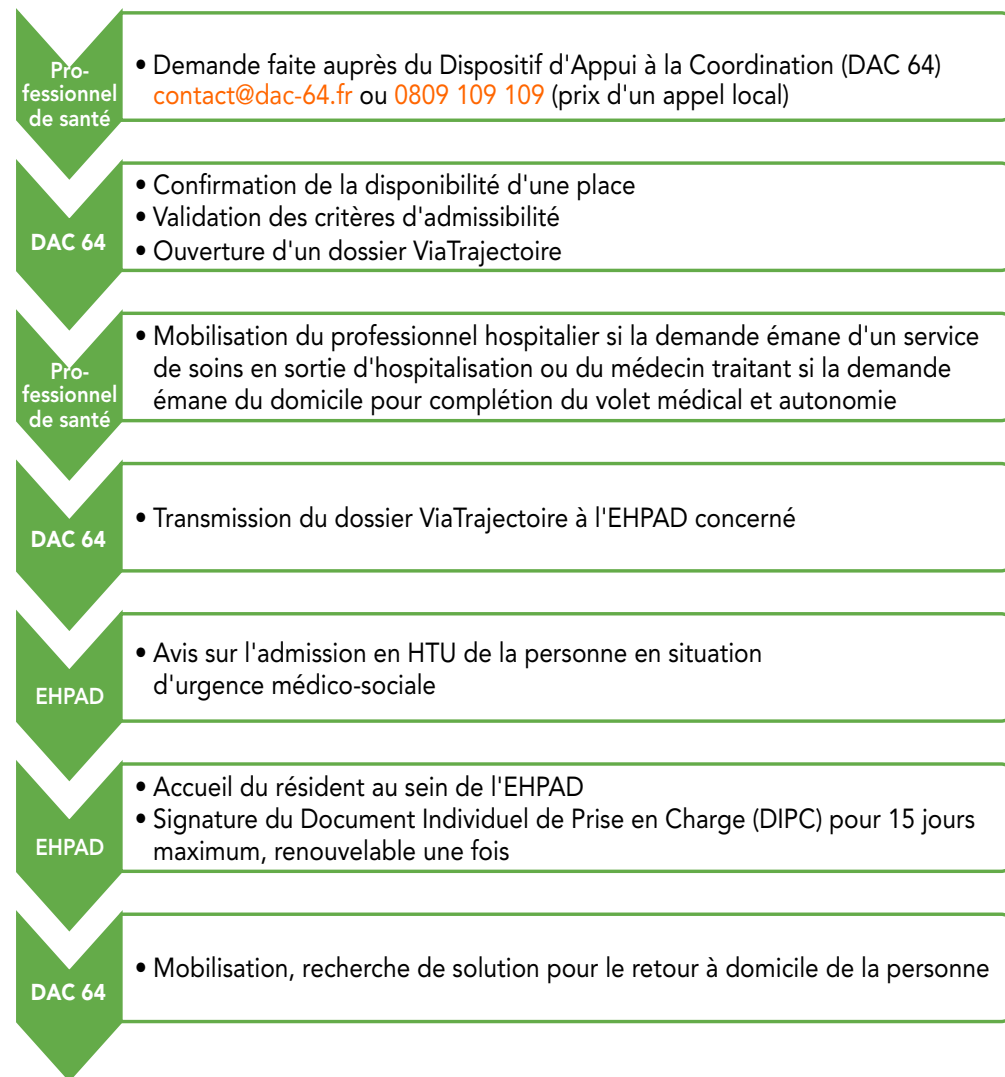 Pro-
fessionnel
de santé
• Demande faite auprès du Dispositif d'Appui à la Coordination (DAC 64)
contact@dac-64.fr ou 0809 109 109 (prix d'un appel local)
DAC 64
• Confirmation de la disponibilité d'une place
• Validation des critères d'admissibilité
• Ouverture d'un dossier ViaTrajectoire
Pro-
fessionnel
de santé
• Mobilisation du professionnel hospitalier si la demande émane d'un service
de soins en sortie d'hospitalisation ou du médecin traitant si la demande
émane du domicile pour complétion du volet médical et autonomie
DAC 64
• Transmission du dossier ViaTrajectoire à l'EHPAD concerné
EHPAD
• Avis sur l'admission en HTU de la personne en situation
d'urgence médico-sociale
EHPAD
• Accueil du résident au sein de l'EHPAD
• Signature du Document Individuel de Prise en Charge (DIPC) pour 15 jours
maximum, renouvelable une fois
DAC 64
• Mobilisation, recherche de solution pour le retour à domicile de la personne